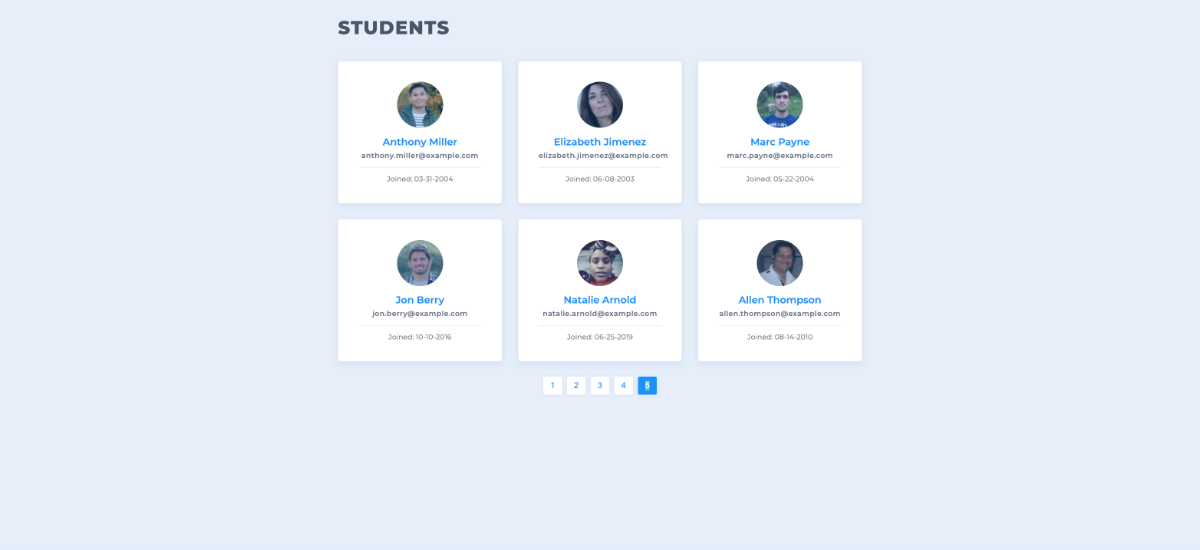 STUDENTS
Anthony Miller
anthony.miller@example.com
Joined: 03-31-2004
Elizabeth Jimenez
elizabeth.jimenez@example.com
Joined: 06-08-2003
Marc Payne
marc.payne@example.com
Joined: 05-22-2004
Jon Berry
jon.berry@example.com
Joined: 10-10-2016
Natalie Arnold
natalie.arnold@example.com
Joined: 06-25-2019
Allen Thompson
allen.thompson@example.com
Joined: 08-14-2010
1 2 3 4 5